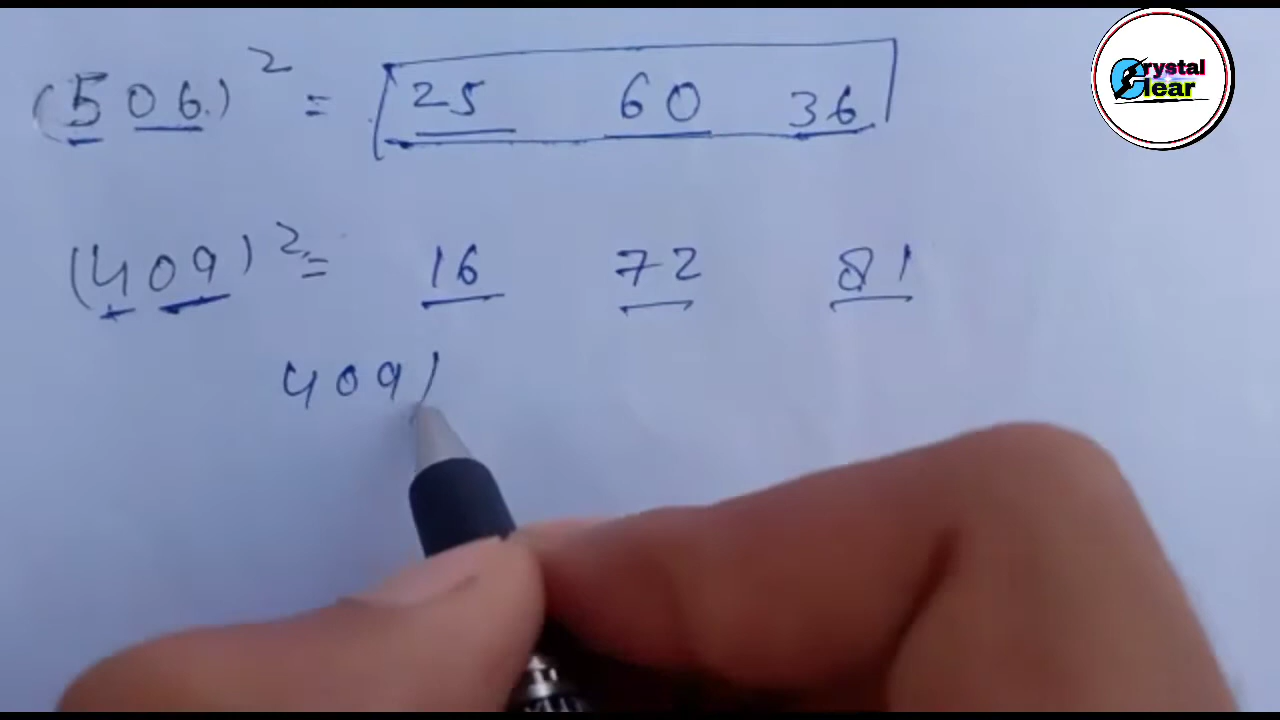 Crystal
Clear
(506.)² = 25 60 36
(409)² = 16 72 81
409)